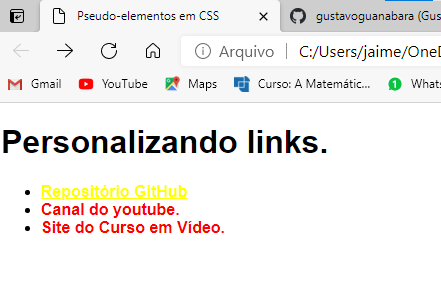 Pseudo-elementos em CSS
gustavoguanabara (Gus
Arquivo | C:/Users/jaime/OneD
Gmail YouTube Maps Curso: A Matemátic... 1 Whats
Personalizando links.
Repositório GitHub
Canal do youtube.
Site do Curso em Vídeo.